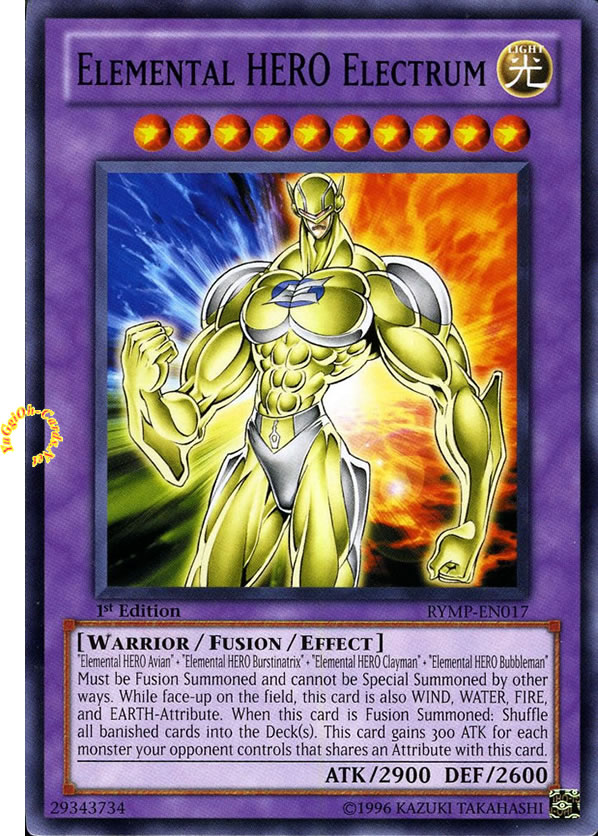 ELEMENTAL HERO ELECTRUM
LIGHT
光
YuGgiOh-Cards.Net
1st Edition
RYMP-EN017
[WARRIOR / FUSION / EFFECT]
"Elemental HERO Avian" + "Elemental HERO Burstinatrix" + "Elemental HERO Clayman" + "Elemental HERO Bubbleman"
Must be Fusion Summoned and cannot be Special Summoned by other
ways. While face-up on the field, this card is also WIND, WATER, FIRE,
and EARTH-Attribute. When this card is Fusion Summoned: Shuffle
all banished cards into the Deck(s). This card gains 300 ATK for each
monster your opponent controls that shares an Attribute with this card.
ATK/2900 DEF/2600
29343734
©1996 KAZUKI TAKAHASHI